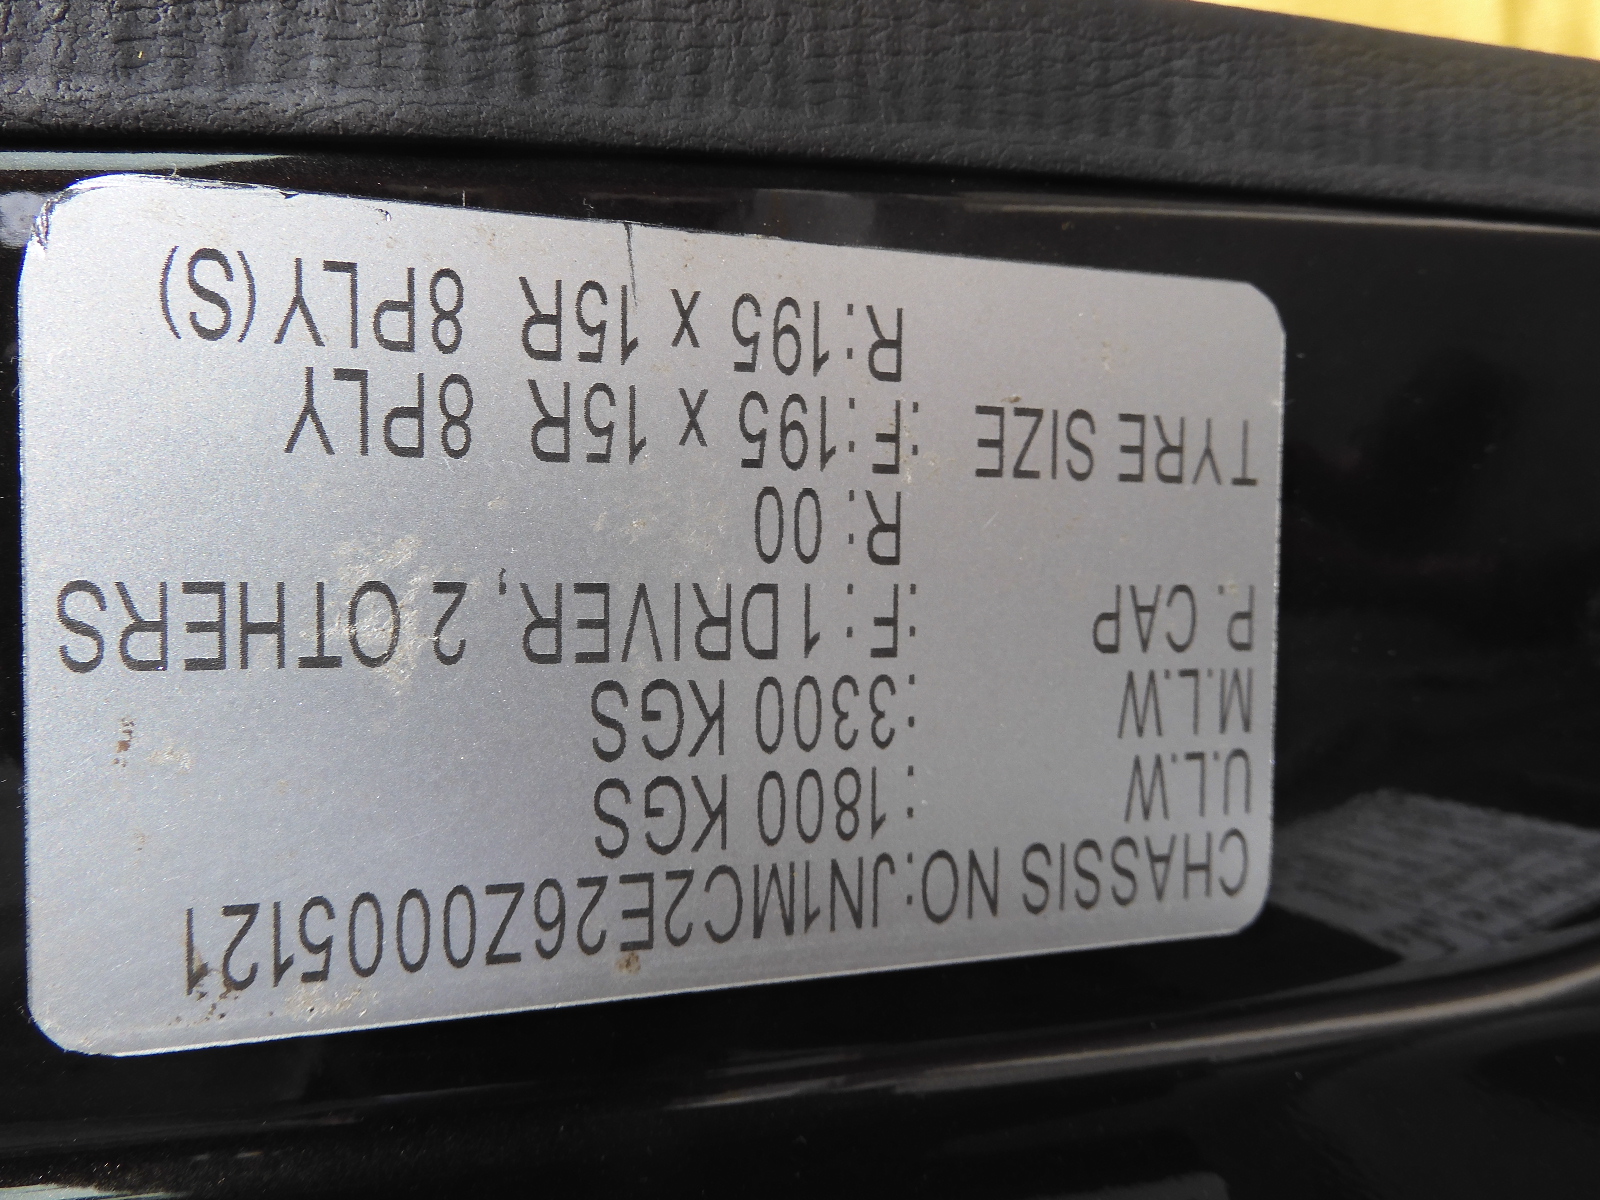 CHASSIS NO:JN1MC2E26Z0005121
U.L.W :1800 KGS
M.L.W :3300 KGS
P. CAP :F: 1 DRIVER, 2 OTHERS
R: 00
TYRE SIZE :F:195 x 15R 8PLY
R:195 x 15R 8PLY(S)